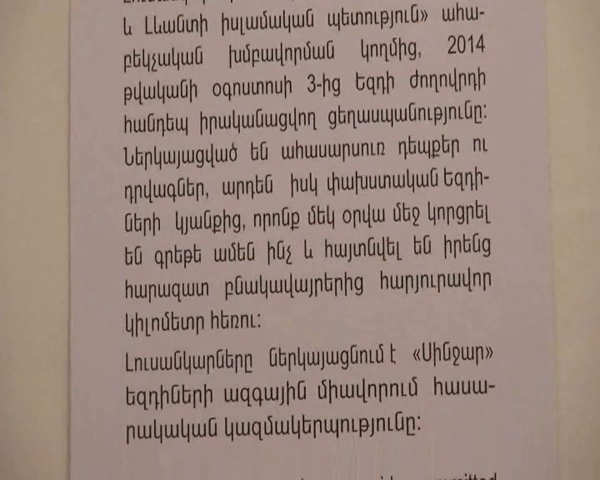 և Լևանտի իսլամական պետություն» ահա-
բեկչական խմբավորման կողմից, 2014
թվականի օգոստոսի 3-ից Եզդի ժողովրդի
հանդեպ իրականացվող ցեղասպանությունը:
Ներկայացված են ահասարսուռ դեպքեր ու
դրվագներ, արդեն իսկ փախստական Եզդի-
ների կյանքից, որոնք մեկ օրվա մեջ կորցրել
են գրեթե ամեն ինչ և հայտնվել են իրենց
հարազատ բնակավայրերից հարյուրավոր
կիլոմետր հեռու:
Լուսանկարները ներկայացնում է «Սինջար»
եզդիների ազգային միավորում հասա-
րակական կազմակերպությունը: